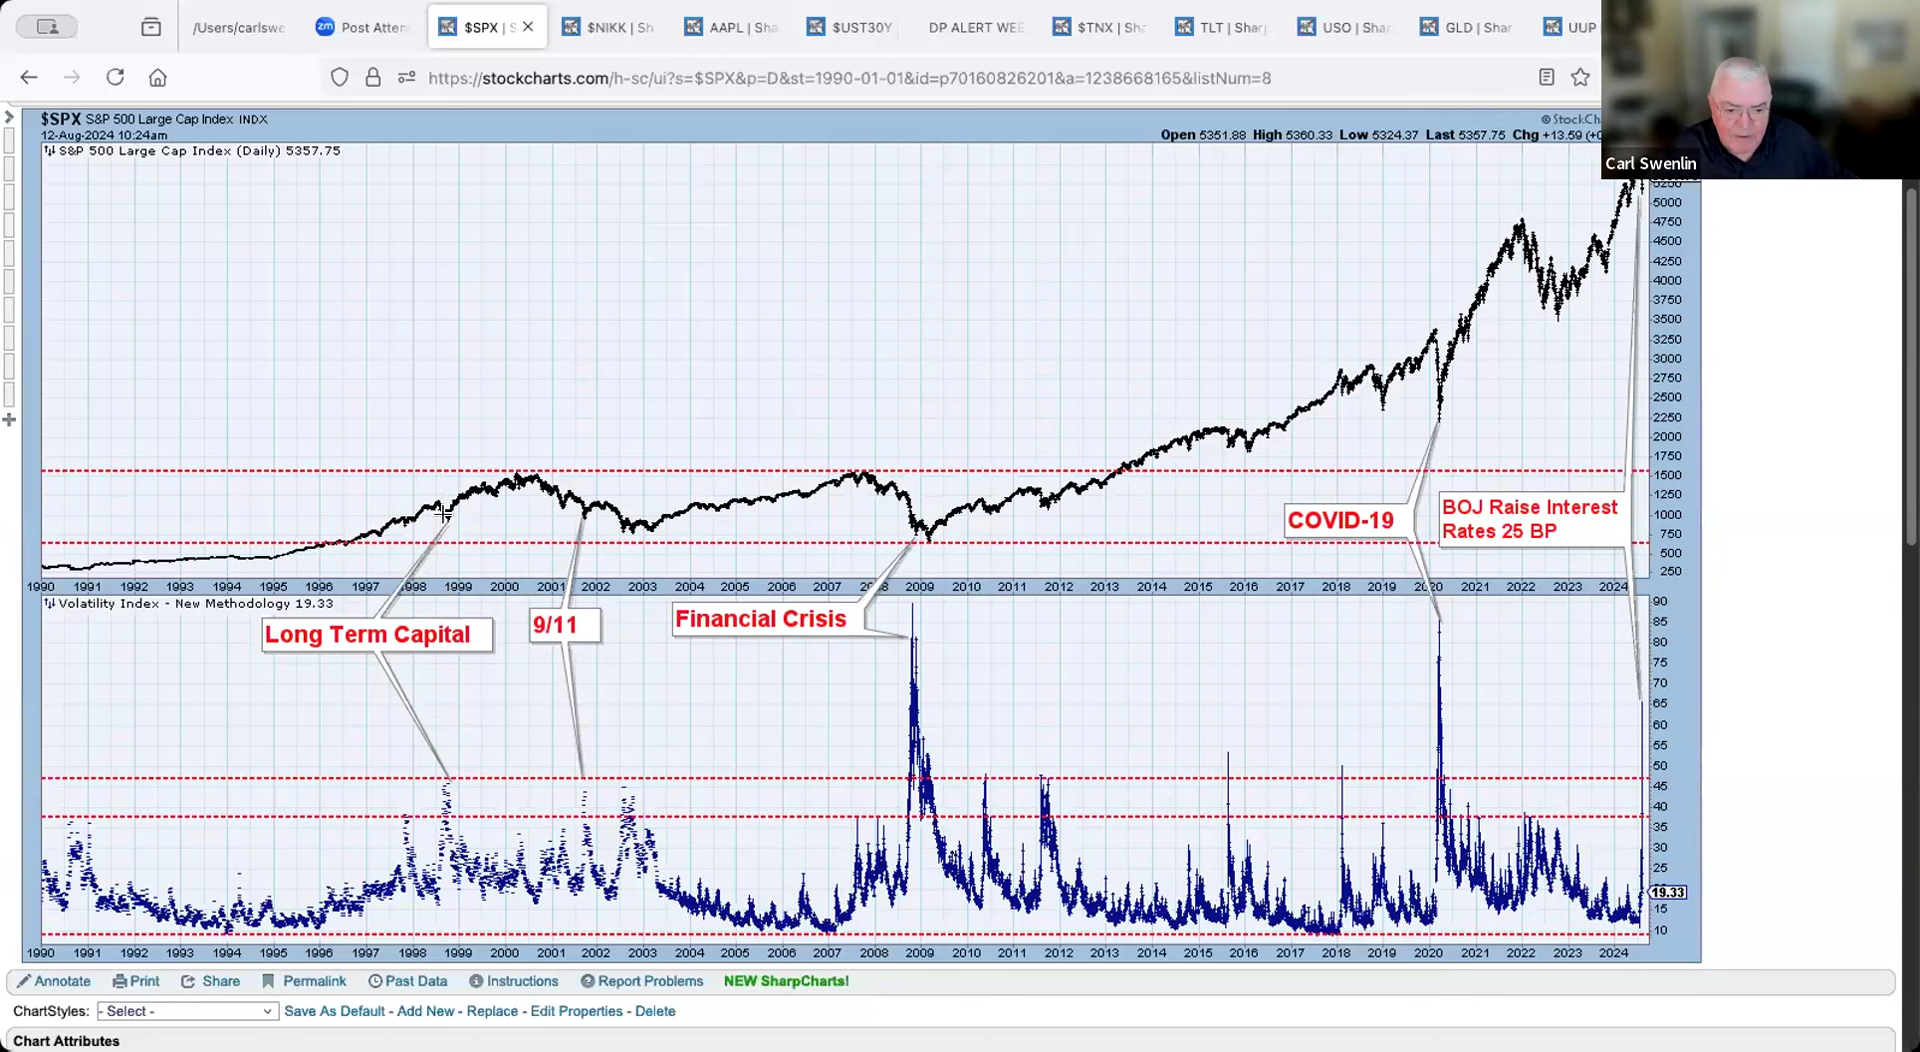 /Users/carlswe
zm Post Atten
$SPX | S
$NIKK | Sh
AAPL | Sha
$UST30Y
DP ALERT WEE
$TNX | Sh
TLT | Sharp
USO | Shar
GLD | Shar
UUP
https://stockcharts.com/h-sc/ui?s=$SPX&p=D&st=1990-01-01&id=p70160826201&a=1238668165&listNum=8
Carl Swenlin
$SPX S&P 500 Large Cap Index INDX
© StockCh
12-Aug-2024 10:24am
Open 5351.88 High 5360.33 Low 5324.37 Last 5357.75 Chg +13.59 (+0
S&P 500 Large Cap Index (Daily) 5357.75
5250
5000
4750
4500
4250
4000
3750
3500
3250
3000
2750
2500
2250
2000
1750
1500
1250
1000
750
500
250
COVID-19
BOJ Raise Interest
Rates 25 BP
1990 1991 1992 1993 1994 1995 1996 1997 1998 1999 2000 2001 2002 2003 2004 2005 2006 2007 2008 2009 2010 2011 2012 2013 2014 2015 2016 2017 2018 2019 2020 2021 2022 2023 2024
Volatility Index - New Methodology 19.33
Long Term Capital
9/11
Financial Crisis
90
85
80
75
70
65
60
55
50
45
40
35
30
25
19.33
15
10
1990 1991 1992 1993 1994 1995 1996 1997 1998 1999 2000 2001 2002 2003 2004 2005 2006 2007 2008 2009 2010 2011 2012 2013 2014 2015 2016 2017 2018 2019 2020 2021 2022 2023 2024
Annotate Print Share Permalink Past Data Instructions Report Problems NEW SharpCharts!
ChartStyles: - Select - Save As Default - Add New - Replace - Edit Properties - Delete
Chart Attributes